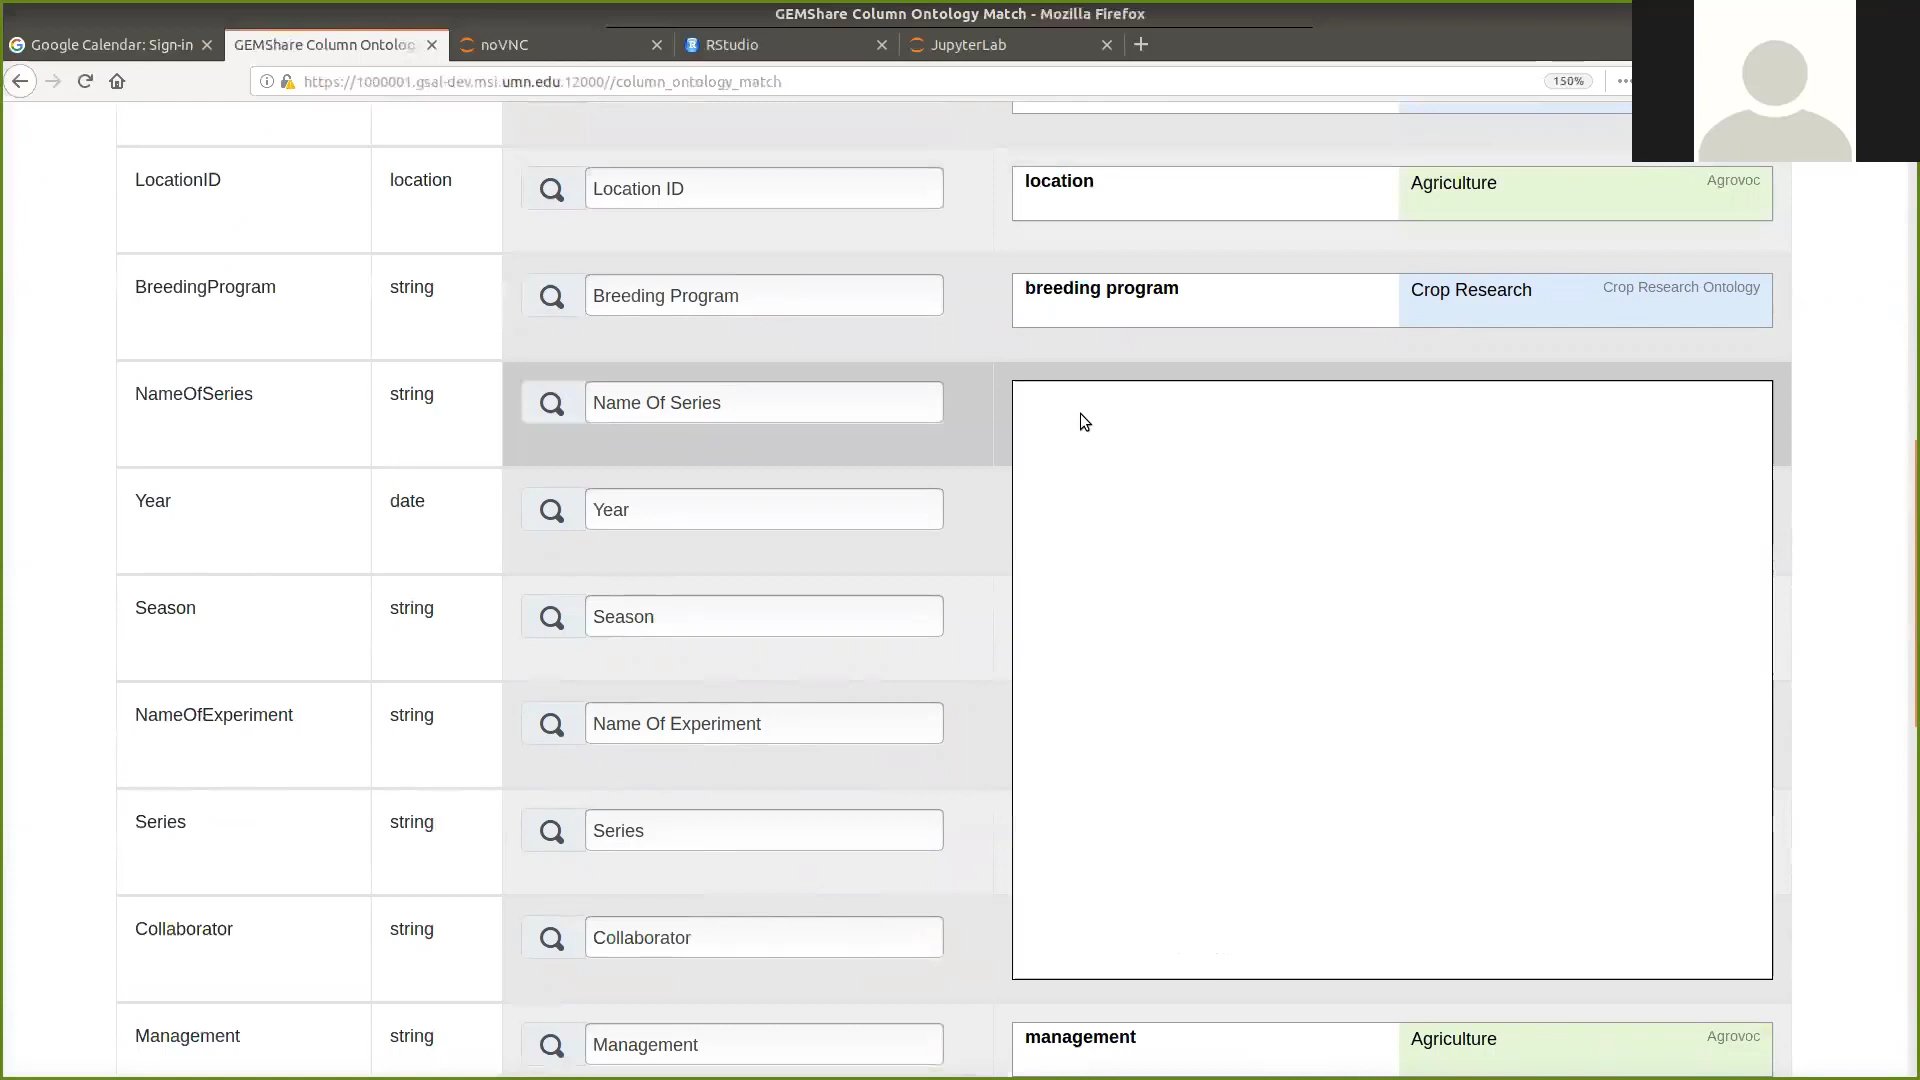 GEMShare Column Ontology Match - Mozilla Firefox
Google Calendar: Sign-in
GEMShare Column Ontolog
noVNC
RStudio
JupyterLab
https://1000001.gsal-dev.msi.umn.edu:12000//column_ontology_match
150%
LocationID location Location ID location Agriculture Agrovoc
BreedingProgram string Breeding Program breeding program Crop Research Crop Research Ontology
NameOfSeries string Name Of Series
Year date Year
Season string Season
NameOfExperiment string Name Of Experiment
Series string Series
Collaborator string Collaborator
Management string Management management Agriculture Agrovoc